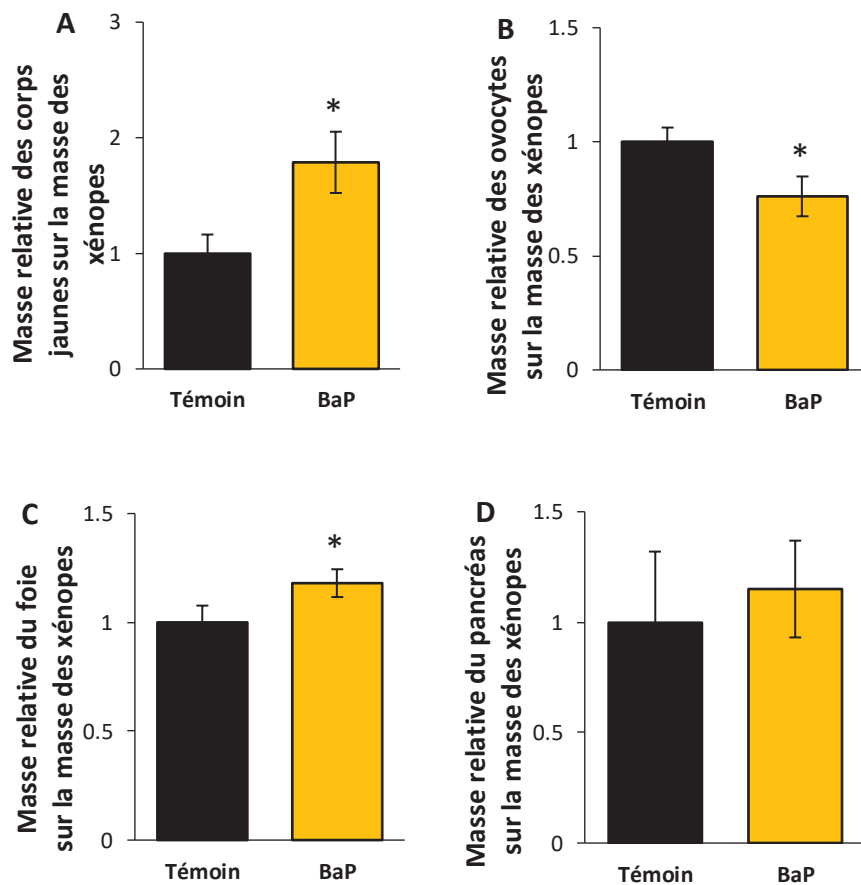 A
Masse relative des corps
jaunes sur la masse des
xénopes
3
2
1
0
*
Témoin
BaP
B
Masse relative des ovocytes
sur la masse des xénopes
1.5
1
0.5
0
*
Témoin
BaP
C
Masse relative du foie
sur la masse des xénopes
1.5
1
0.5
0
*
Témoin
BaP
D
Masse relative du pancréas
sur la masse des xénopes
1.5
1
0.5
0
Témoin
BaP